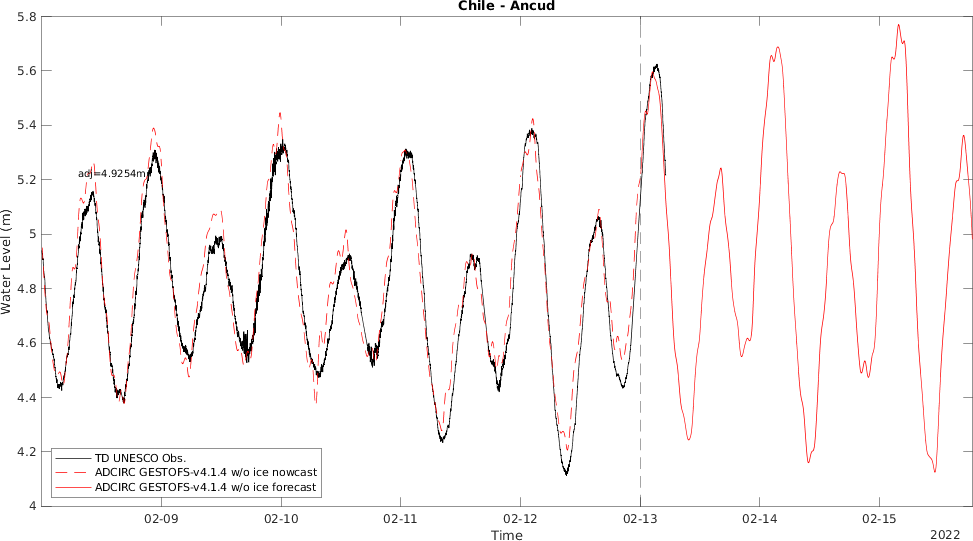 Chile - Ancud
5.8
5.6
5.4
5.2
5
4.8
4.6
4.4
4.2
4
Water Level (m)
adj=4.9254m
TD UNESCO Obs.
ADCIRC GESTOFS-v4.1.4 w/o ice nowcast
ADCIRC GESTOFS-v4.1.4 w/o ice forecast
02-09 02-10 02-11 02-12 02-13 02-14 02-15
Time
2022